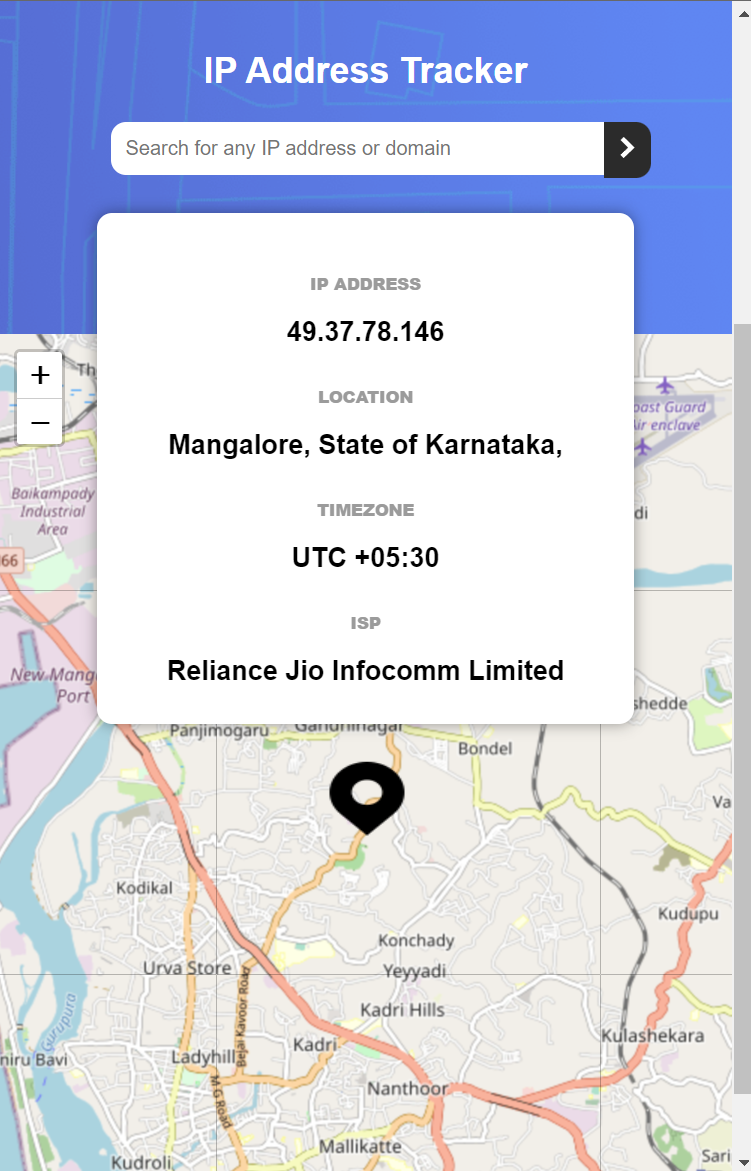 IP Address Tracker
Search for any IP address or domain
IP ADDRESS
49.37.78.146
LOCATION
Mangalore, State of Karnataka,
TIMEZONE
UTC +05:30
ISP
Reliance Jio Infocomm Limited
+
−
Th
oast Guard
Air enclave
Baikampady
Industrial
Area
di
66
New Mang
Port
shedde
Panjimogaru
Gandhinagar
Bondel
Va
Kodikal
Kudupu
Konchady
Urva Store
Yeyyadi
Kadri Hills
Bejai Kavoor Road
Gurupura
Kulashekara
Kadri
niru Bavi
Ladyhill
Nanthoor
M G Road
Mallikatte
Kudroli
Sari